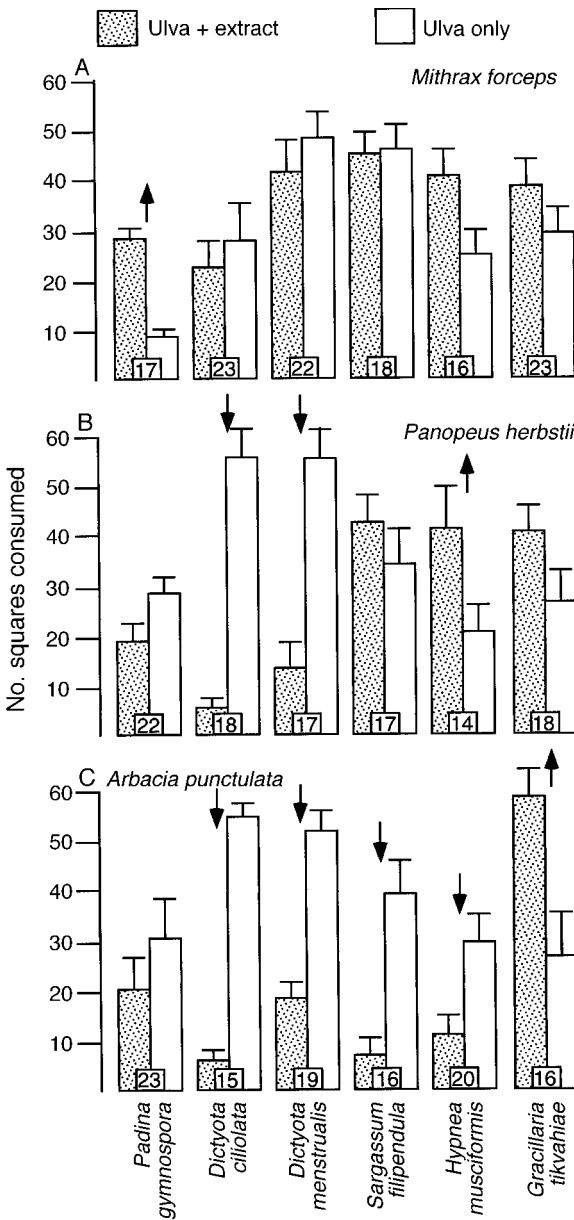 Ulva + extract
Ulva only
A
Mithrax forceps
60
50
40
30
20
10
17
23
22
18
16
23
B
Panopeus herbstii
60
50
40
30
20
10
22
18
17
17
14
18
No. squares consumed
C
Arbacia punctulata
60
50
40
30
20
10
23
15
19
16
20
16
Padina
gymnospora
Dictyota
ciliolata
Dictyota
menstrualis
Sargassum
filipendula
Hypnea
musciformis
Gracillaria
tikvahiae